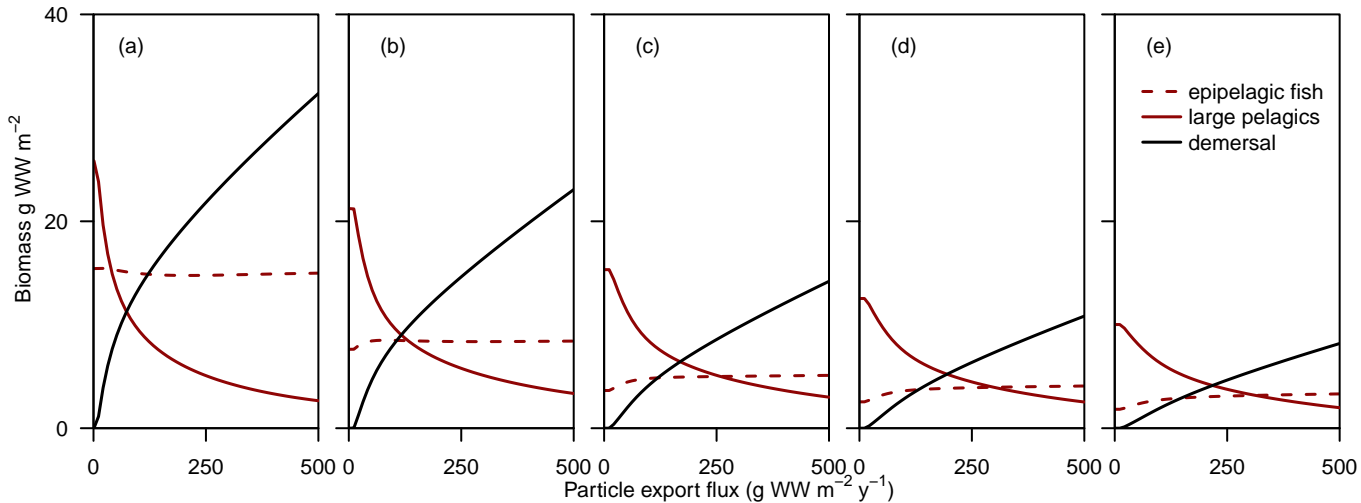 40
20
0
Biomass g WW m⁻²
(a)
(b)
(c)
(d)
(e)
epipelagic fish
large pelagics
demersal
0 250 500
0 250 500
0 250 500
0 250 500
0 250 500
Particle export flux (g WW m⁻² y⁻¹)